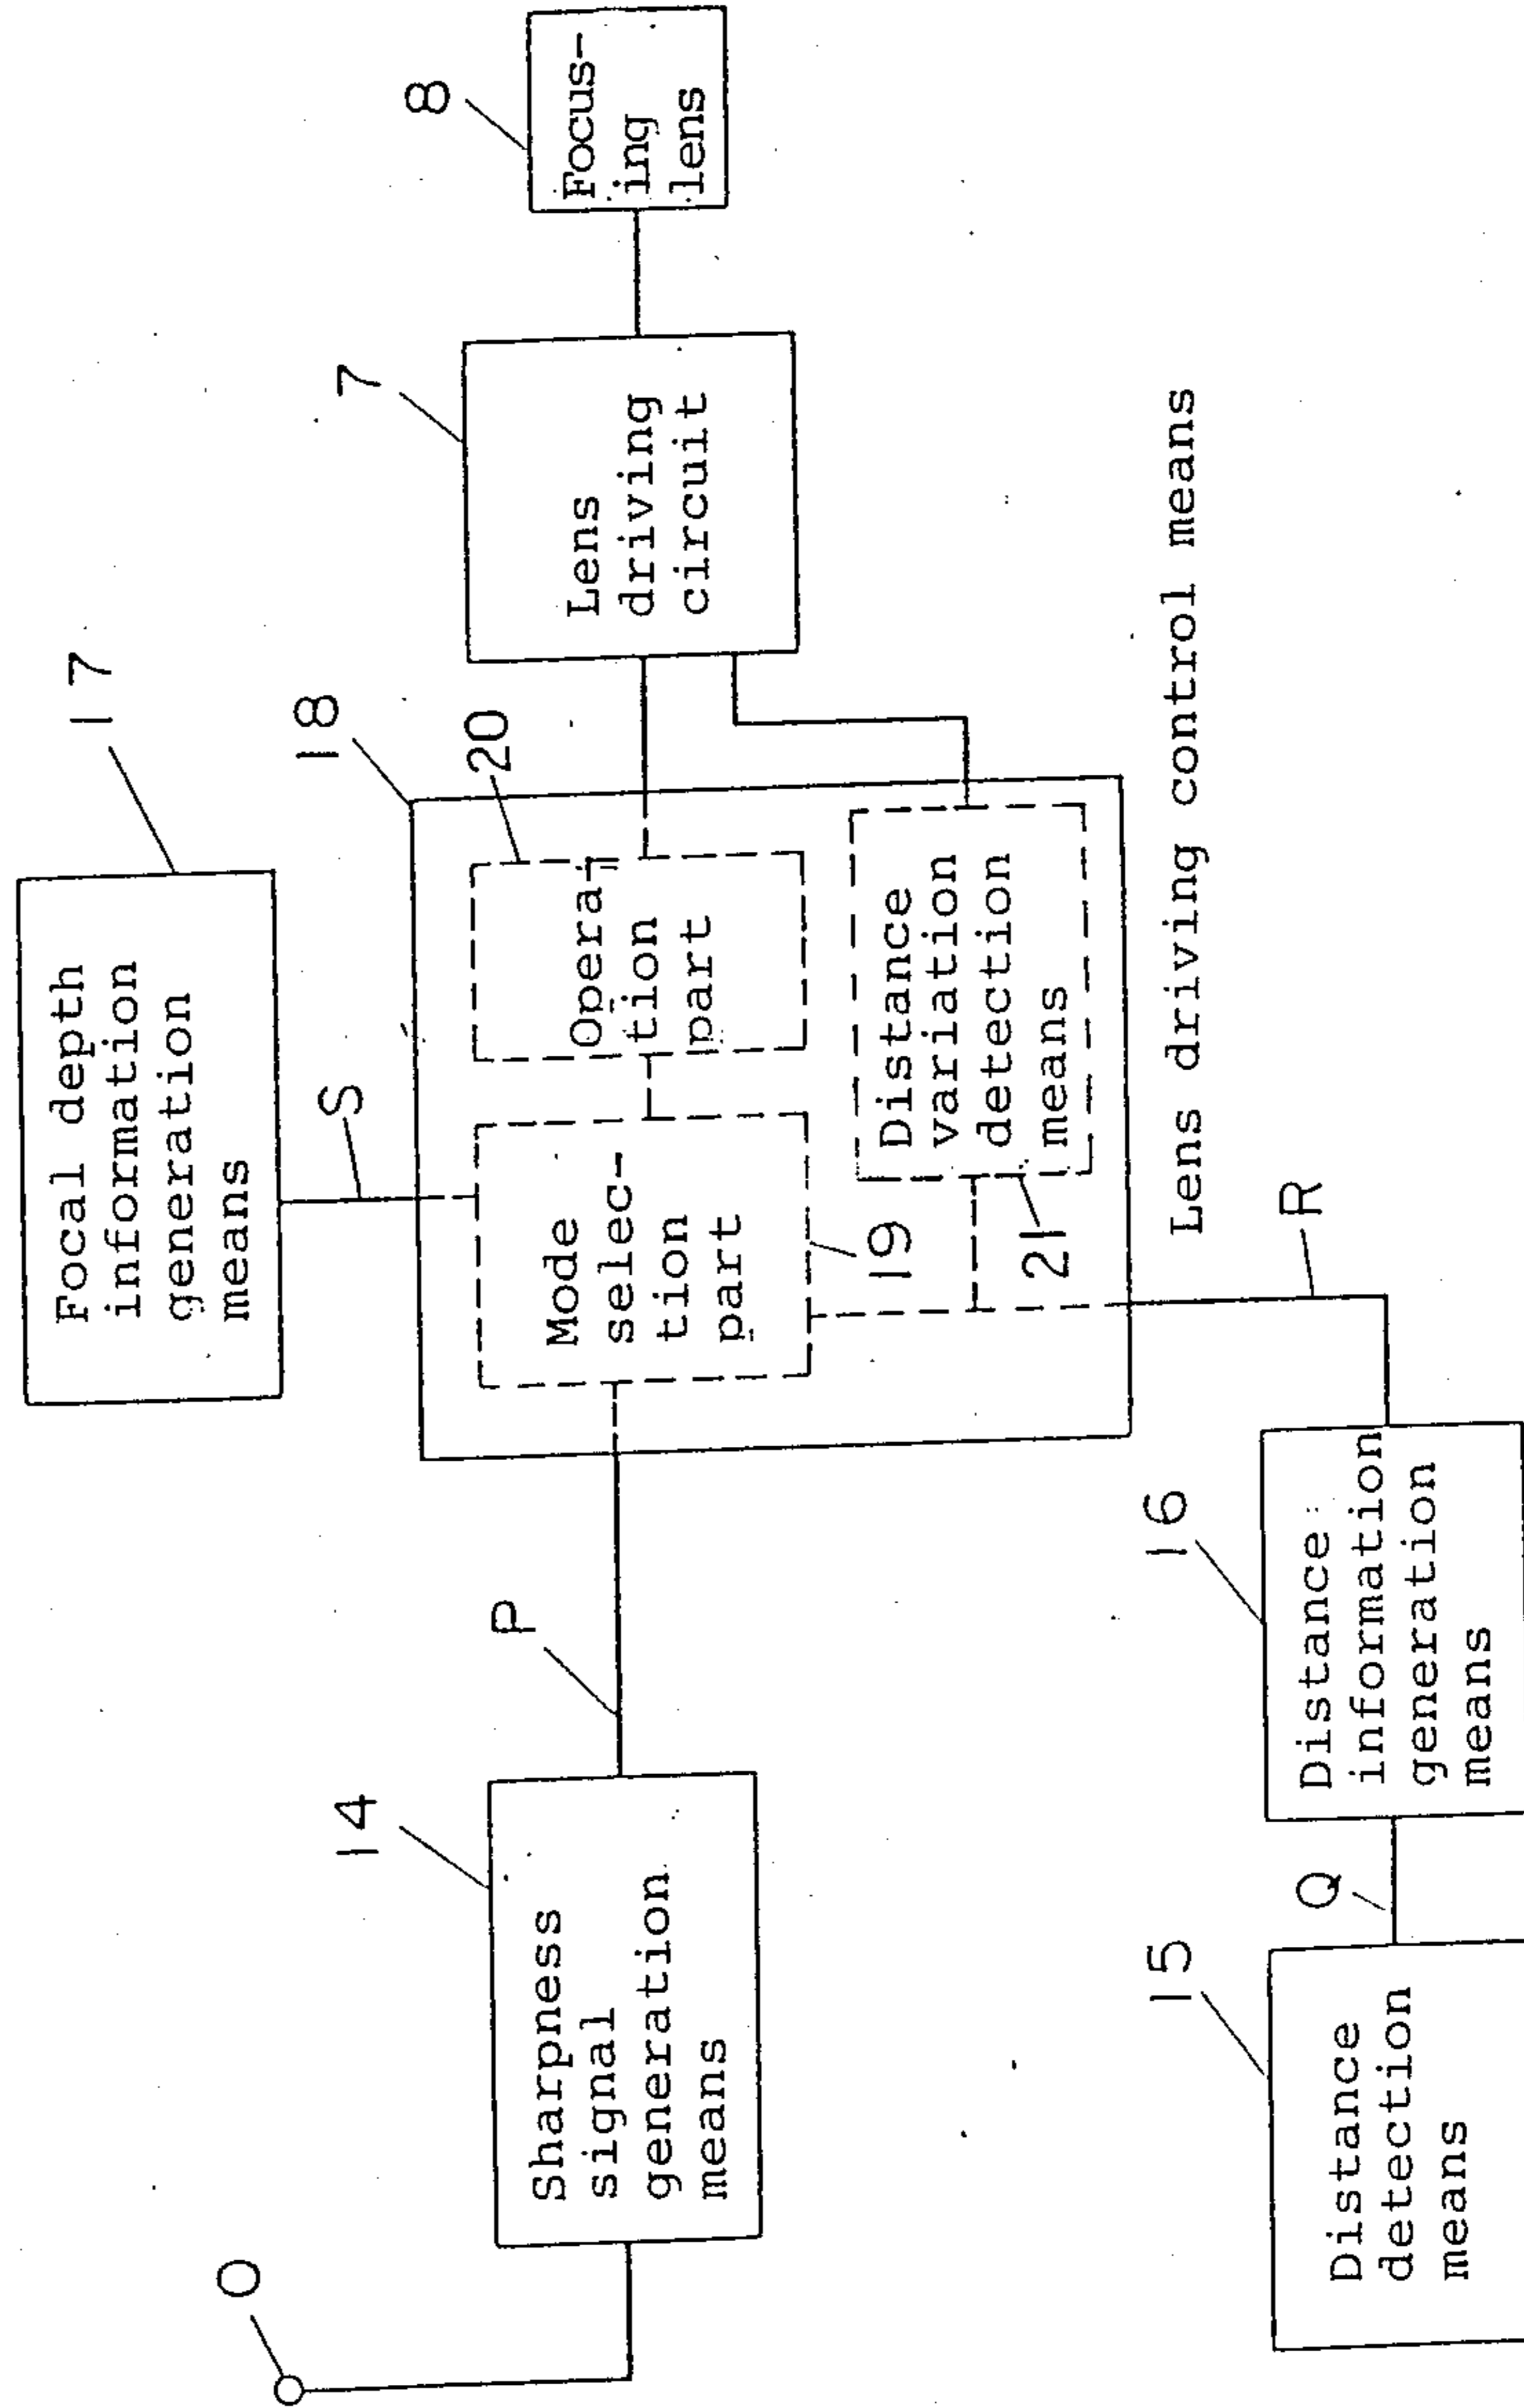 17
Focal depth
information
generation
means
S
18
20
Mode
selec-
tion
part
19
Opera-
tion
part
Distance
variation
detection
means
21
7
Lens
driving
circuit
8
Focus-
ing
lens
O
14
Sharpness
signal
generation
means
P
Lens driving control means
R
15
Distance
detection
means
Q
16
Distance
information
generation
means